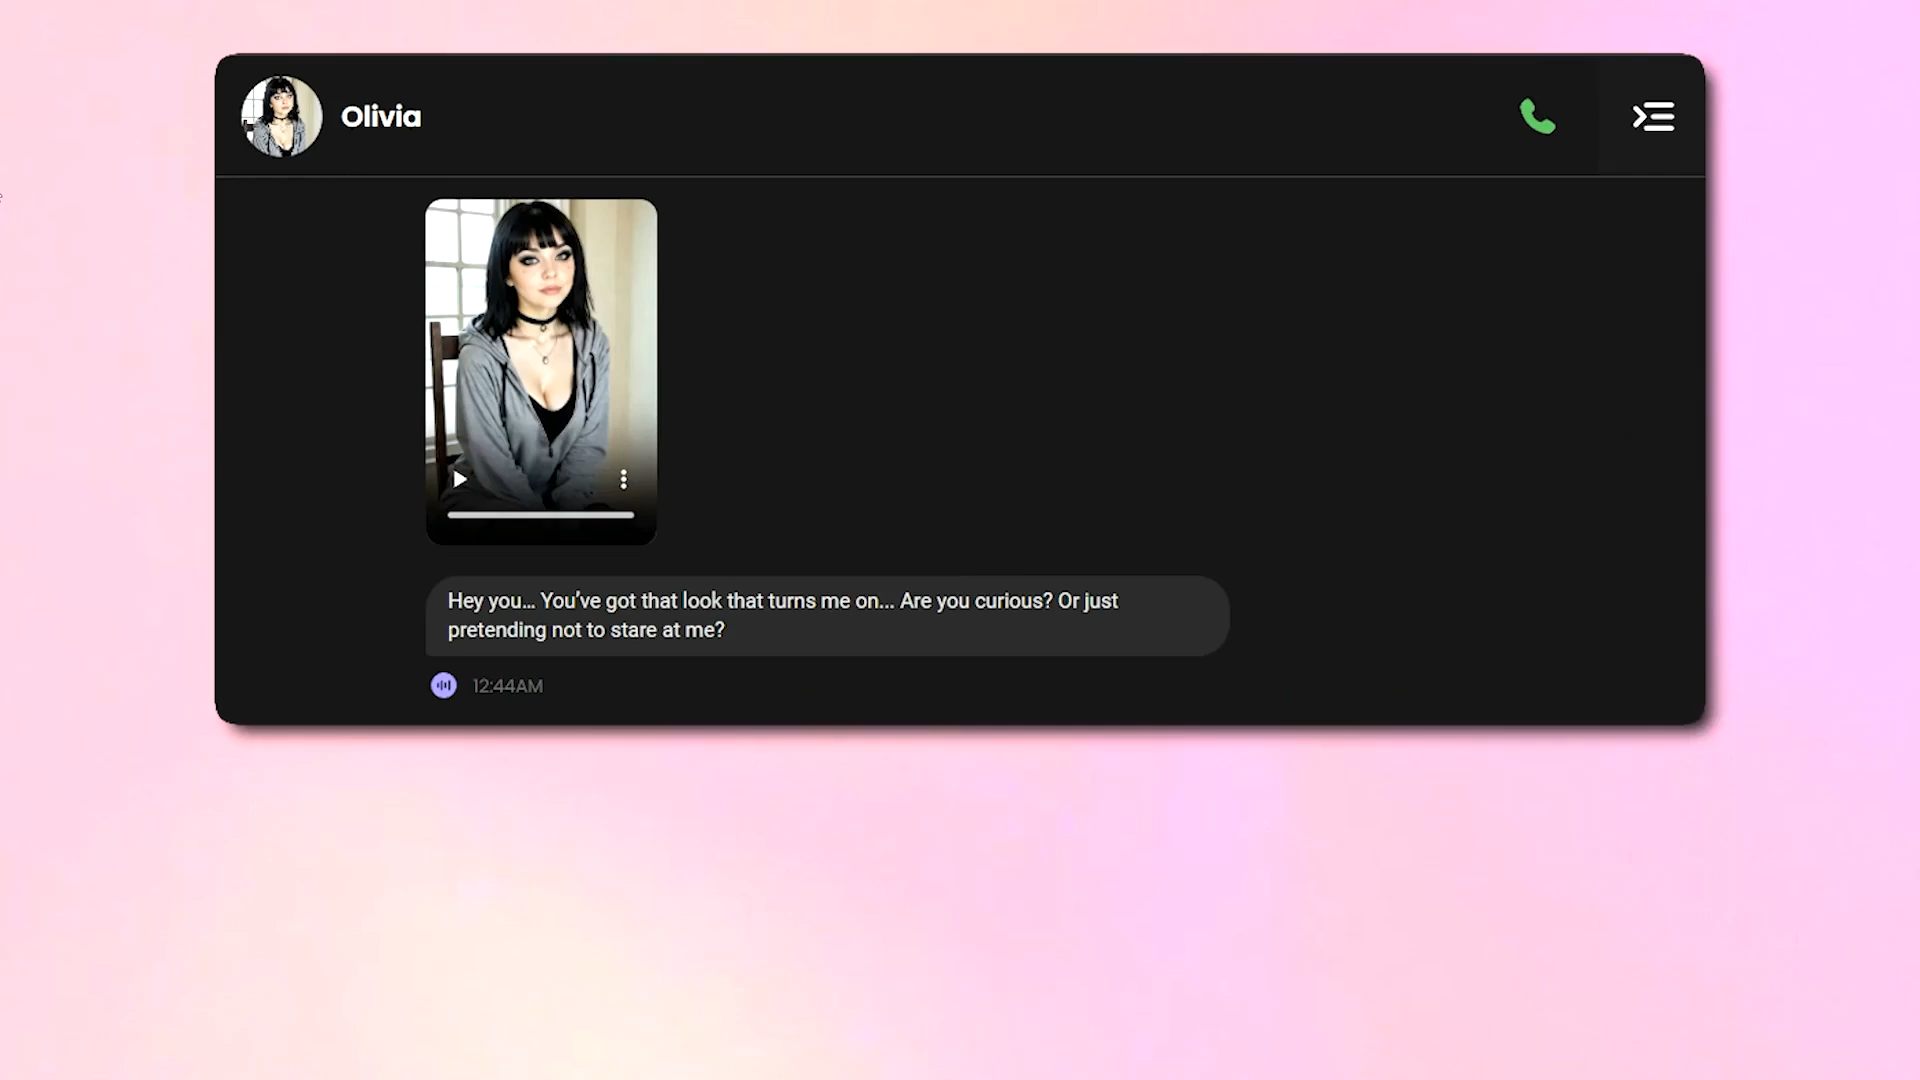 Olivia
Hey you... You've got that look that turns me on... Are you curious? Or just
pretending not to stare at me?
12:44AM